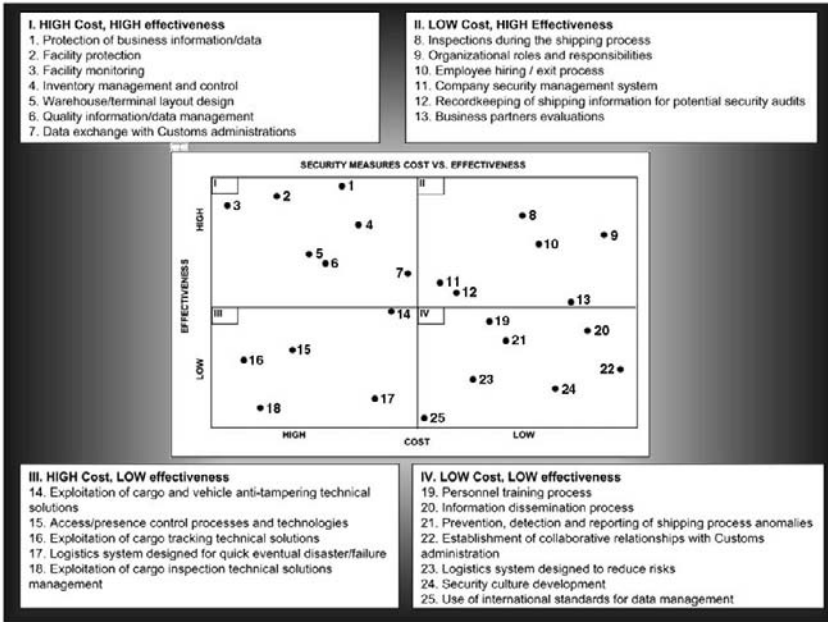 I. HIGH Cost, HIGH effectiveness
1. Protection of business information/data
2. Facility protection
3. Facility monitoring
4. Inventory management and control
5. Warehouse/terminal layout design
6. Quality information/data management
7. Data exchange with Customs administrations
II. LOW Cost, HIGH Effectiveness
8. Inspections during the shipping process
9. Organizational roles and responsibilities
10. Employee hiring / exit process
11. Company security management system
12. Recordkeeping of shipping information for potential security audits
13. Business partners evaluations
SECURITY MEASURES COST VS. EFFECTIVENESS
I
II
1
2
3
4
5
6
7
8
9
10
11
12
13
HIGH
EFFECTIVENESS
LOW
III
IV
14
15
16
17
18
19
20
21
22
23
24
25
HIGH
COST
LOW
III. HIGH Cost, LOW effectiveness
14. Exploitation of cargo and vehicle anti-tampering technical
solutions
15. Access/presence control processes and technologies
16. Exploitation of cargo tracking technical solutions
17. Logistics system designed for quick eventual disaster/failure
18. Exploitation of cargo inspection technical solutions
management
IV. LOW Cost, LOW effectiveness
19. Personnel training process
20. Information dissemination process
21. Prevention, detection and reporting of shipping process anomalies
22. Establishment of collaborative relationships with Customs
administration
23. Logistics system designed to reduce risks
24. Security culture development
25. Use of international standards for data management